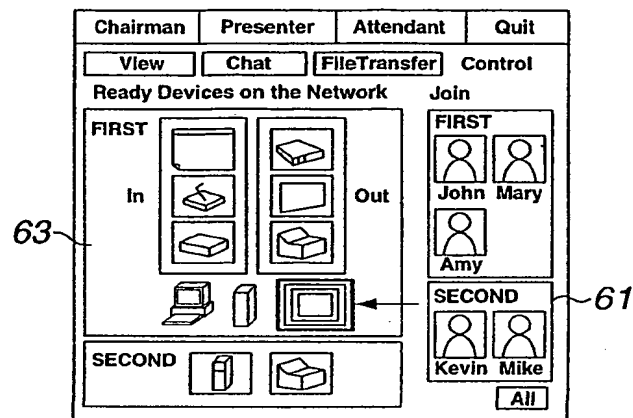 Chairman Presenter Attendant Quit
View Chat FileTransfer Control
Ready Devices on the Network Join
FIRST
In
Out
63
SECOND
FIRST
John Mary
Amy
SECOND
61
Kevin Mike
All